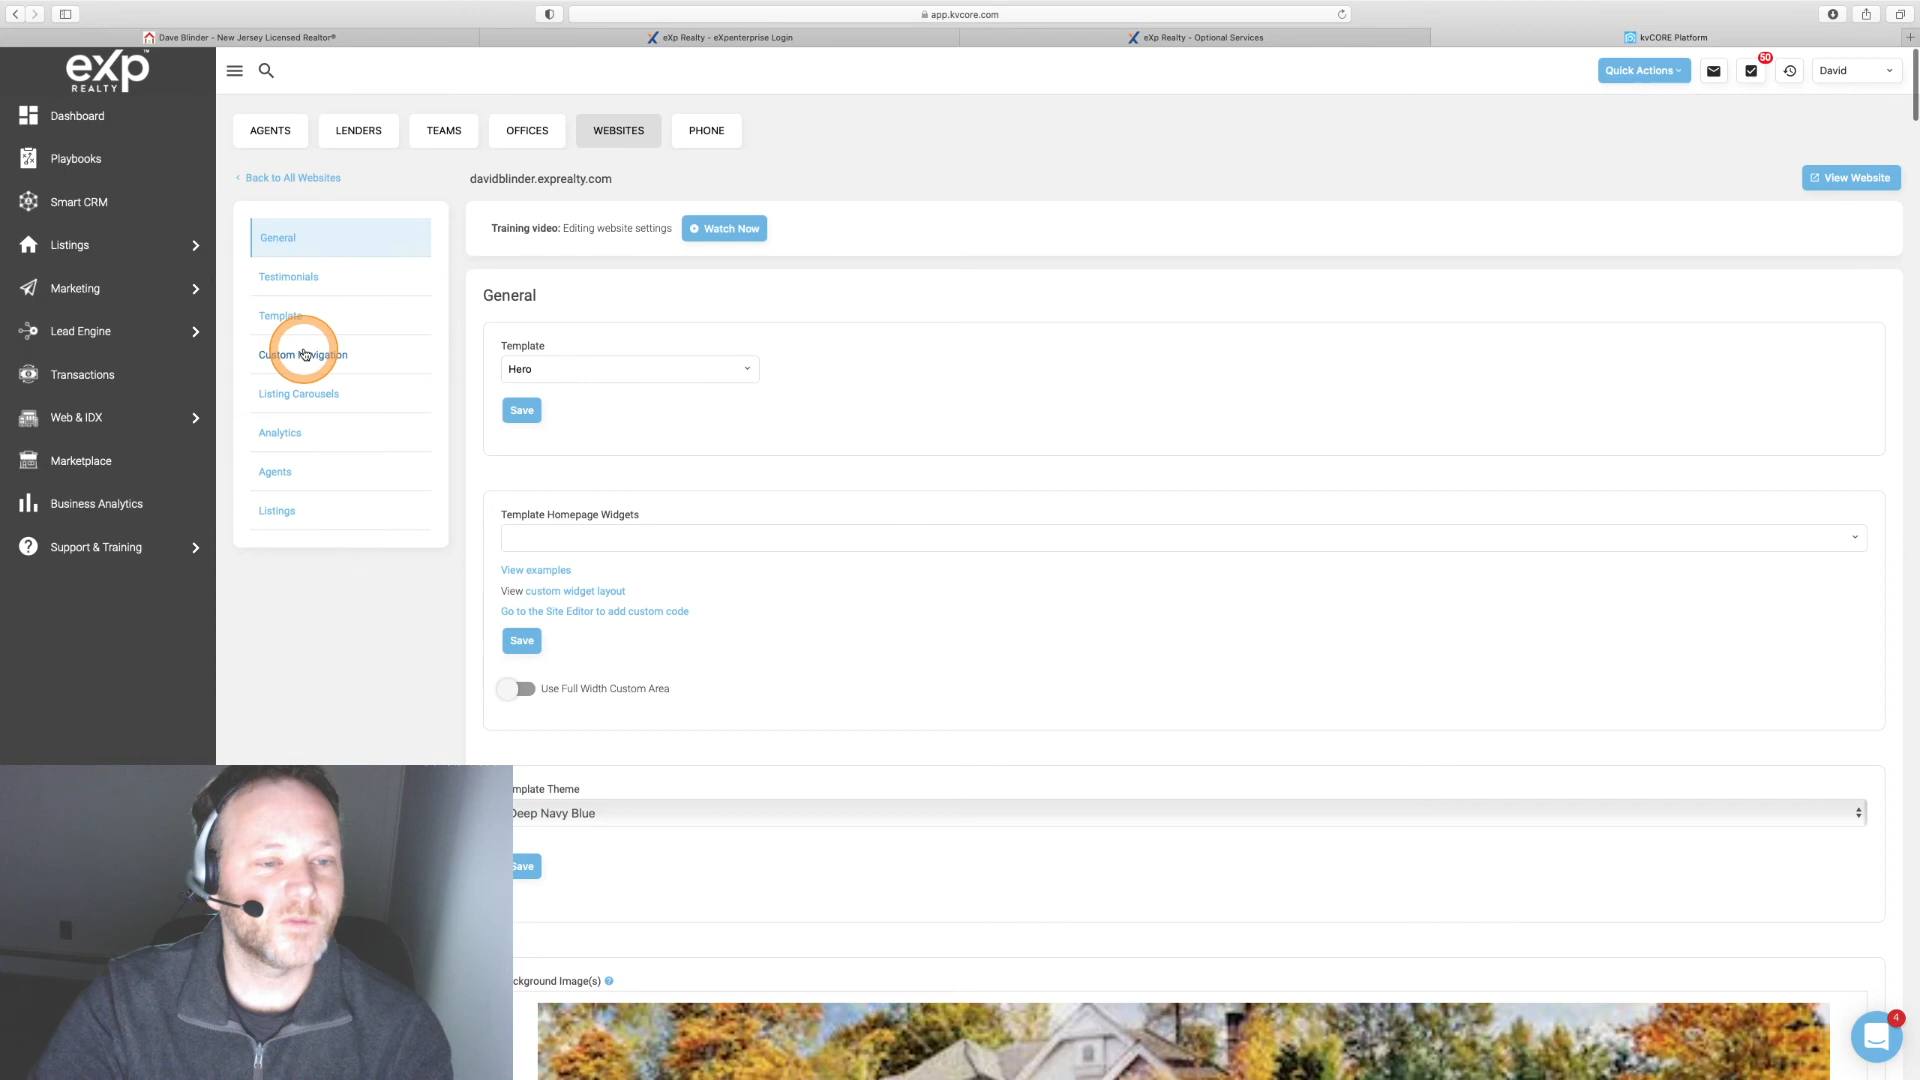 app.kvcore.com
Dave Blinder - New Jersey Licensed Realtor®
eXp Realty - eXpenterprise Login
eXp Realty - Optional Services
kvCORE Platform
eXp
REALTY
Quick Actions
50
David
Dashboard
Playbooks
Smart CRM
Listings
Marketing
Lead Engine
Transactions
Web & IDX
Marketplace
Business Analytics
Support & Training
AGENTS
LENDERS
TEAMS
OFFICES
WEBSITES
PHONE
Back to All Websites
davidblinder.exprealty.com
View Website
General
Testimonials
Template
Custom Navigation
Listing Carousels
Analytics
Agents
Listings
Training video: Editing website settings
Watch Now
General
Template
Hero
Save
Template Homepage Widgets
View examples
View custom widget layout
Go to the Site Editor to add custom code
Save
Use Full Width Custom Area
mplate Theme
Deep Navy Blue
Save
ckground Image(s)
4